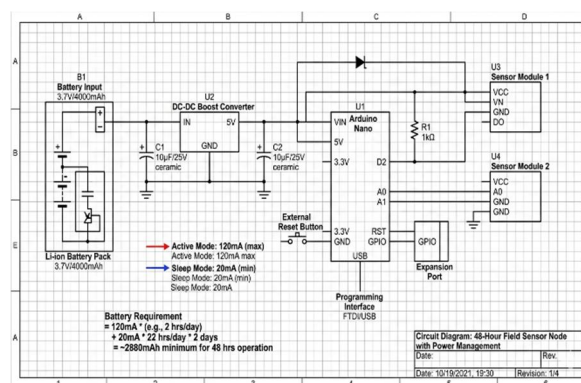 A B C D
A
B
E
A
B1
Battery Input
3.7V/4000mAh
Li-ion Battery Pack
3.7V/4000mAh
U2
DC-DC Boost Converter
IN 5V
GND
C1
10μF/25V
ceramic
C2
10μF/25V
ceramic
U1
Arduino
Nano
VIN
5V
3.3V
D2
A0
A1
3.3V
GND
RST
GPIO
USB
R1
1kΩ
U3
Sensor Module 1
VCC
VN
GND
DO
U4
Sensor Module 2
VCC
A0
GND
GND
External
Reset Button
GPIO
Expansion
Port
Programming
Interface
FTDI/USB
Active Mode: 120mA (max)
Active Mode: 120mA max
Sleep Mode: 20mA (min)
Sleep Mode: 20mA (min)
Sleep Mode: 20mA
Battery Requirement
= 120mA * (e.g., 2 hrs/day)
+ 20mA * 22 hrs/day * 2 days
= ~2880mAh minimum for 48 hrs operation
Circuit Diagram: 48-Hour Field Sensor Node
with Power Management
Date: Rev.
Date: 10/19/2021, 19:30 Revision: 1/4